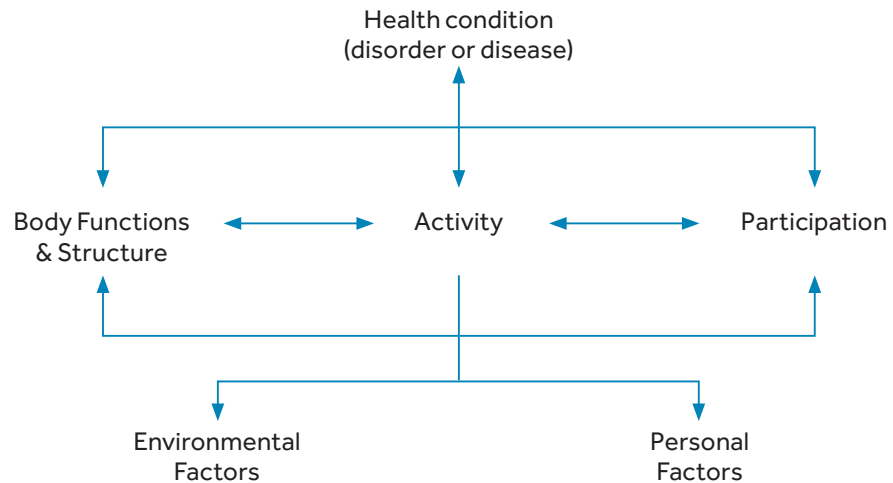 Health condition
(disorder or disease)
Body Functions
& Structure
Activity
Participation
Environmental
Factors
Personal
Factors